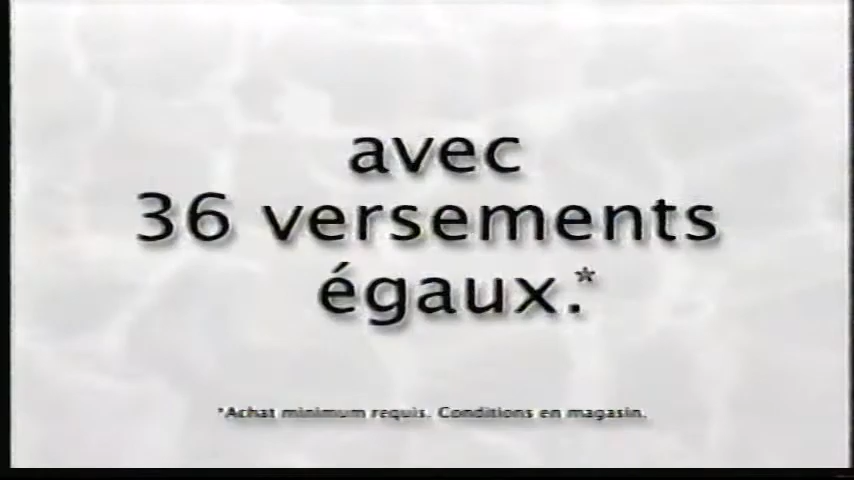 avec
36 versements
égaux.*
*Achat minimum requis. Conditions en magasin.